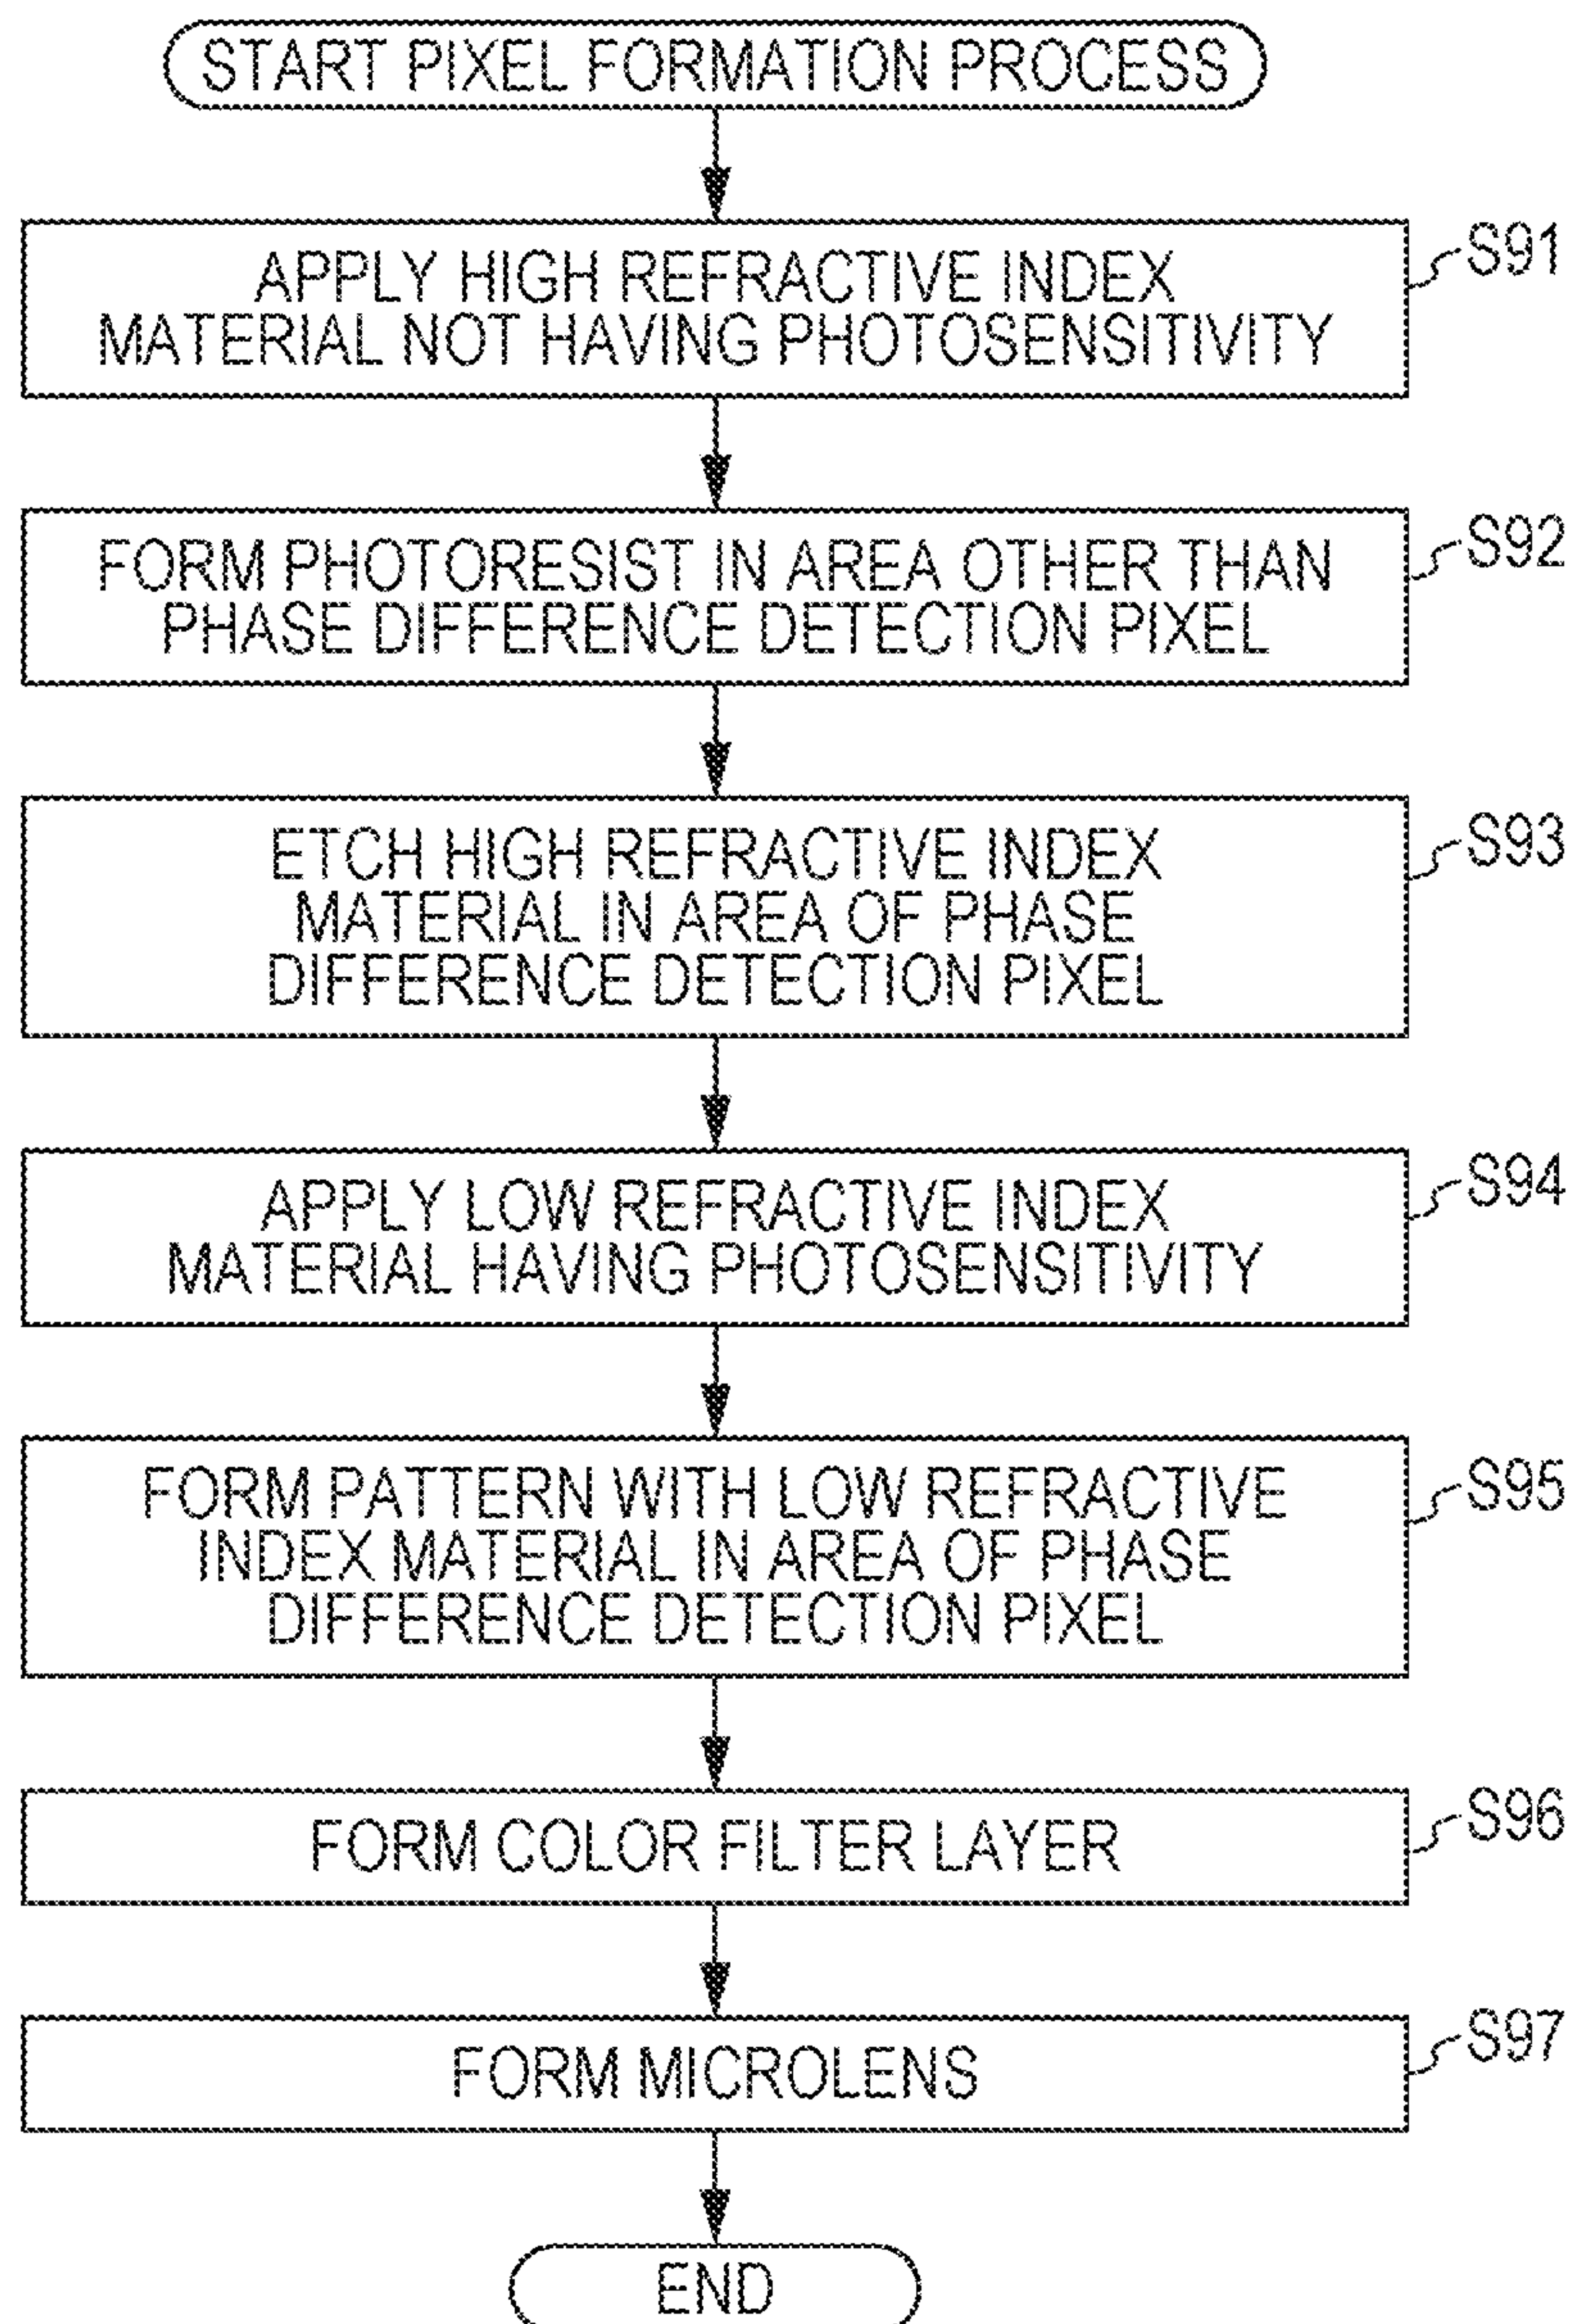 START PIXEL FORMATION PROCESS
APPLY HIGH REFRACTIVE INDEX
MATERIAL NOT HAVING PHOTOSENSITIVITY
S91
FORM PHOTORESIST IN AREA OTHER THAN
PHASE DIFFERENCE DETECTION PIXEL
S92
ETCH HIGH REFRACTIVE INDEX
MATERIAL IN AREA OF PHASE
DIFFERENCE DETECTION PIXEL
S93
APPLY LOW REFRACTIVE INDEX
MATERIAL HAVING PHOTOSENSITIVITY
S94
FORM PATTERN WITH LOW REFRACTIVE
INDEX MATERIAL IN AREA OF PHASE
DIFFERENCE DETECTION PIXEL
S95
FORM COLOR FILTER LAYER
S96
FORM MICROLENS
S97
END